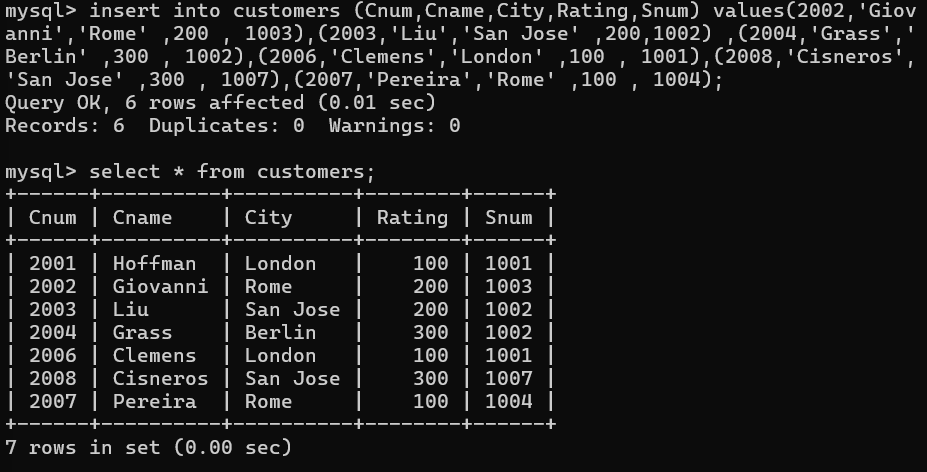 mysql> insert into customers (Cnum,Cname,City,Rating,Snum) values(2002,'Giov
anni','Rome' ,200 , 1003),(2003,'Liu','San Jose' ,200,1002) ,(2004,'Grass','
Berlin' ,300 , 1002),(2006,'Clemens','London' ,100 , 1001),(2008,'Cisneros',
'San Jose' ,300 , 1007),(2007,'Pereira','Rome' ,100 , 1004);
Query OK, 6 rows affected (0.01 sec)
Records: 6  Duplicates: 0  Warnings: 0

mysql> select * from customers;
+------+----------+----------+--------+------+
| Cnum | Cname    | City     | Rating | Snum |
+------+----------+----------+--------+------+
| 2001 | Hoffman  | London   |    100 | 1001 |
| 2002 | Giovanni | Rome     |    200 | 1003 |
| 2003 | Liu      | San Jose |    200 | 1002 |
| 2004 | Grass    | Berlin   |    300 | 1002 |
| 2006 | Clemens  | London   |    100 | 1001 |
| 2008 | Cisneros | San Jose |    300 | 1007 |
| 2007 | Pereira  | Rome     |    100 | 1004 |
+------+----------+----------+--------+------+
7 rows in set (0.00 sec)